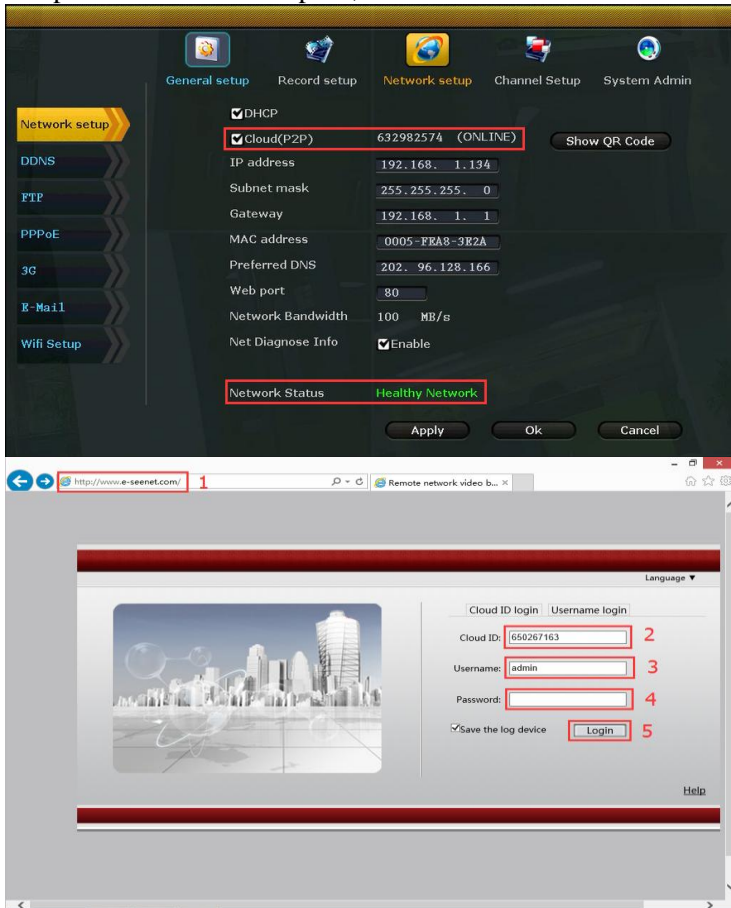 General setup Record setup Network setup Channel Setup System Admin
Network setup
DDNS
FTP
PPPoE
3G
E-Mail
Wifi Setup
DHCP
Cloud(P2P) 632982574 (ONLINE) Show QR Code
IP address 192.168. 1.134
Subnet mask 255.255.255. 0
Gateway 192.168. 1. 1
MAC address 0005-FEA8-3E2A
Preferred DNS 202. 96.128.166
Web port 80
Network Bandwidth 100 MB/s
Net Diagnose Info Enable
Network Status Healthy Network
Apply Ok Cancel
http://www.e-seenet.com/ 1 Remote network video b...
Language ▼
Cloud ID login Username login
Cloud ID: 650267163 2
Username: admin 3
Password: 4
Save the log device Login 5
Help